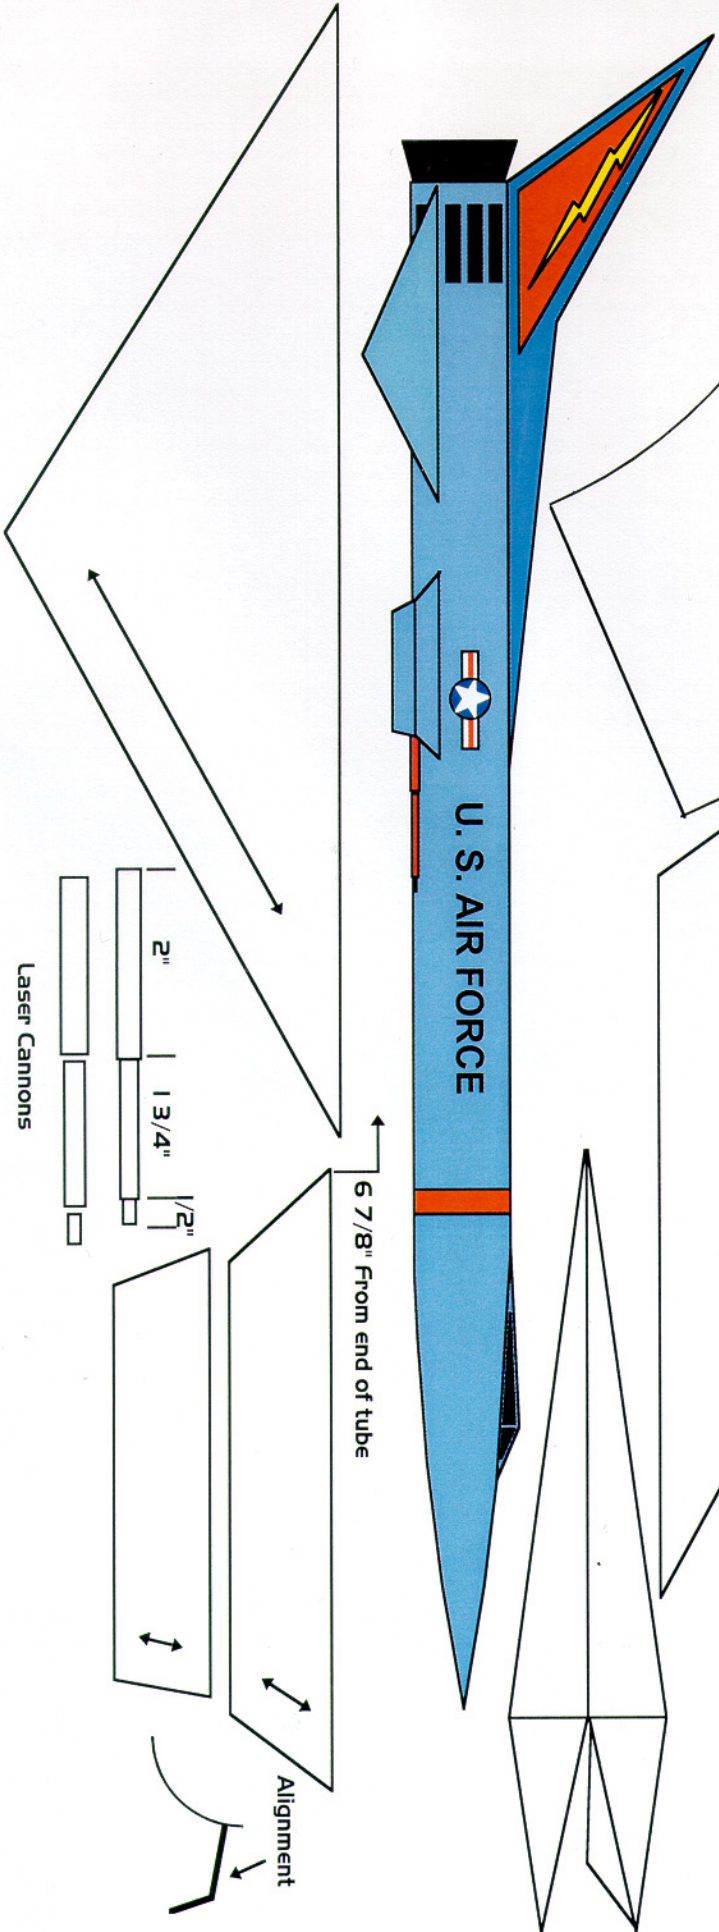 U. S. AIR FORCE
6 7/8" From end of tube
2"
1 3/4"
1/2"
Laser Cannons
Alignment